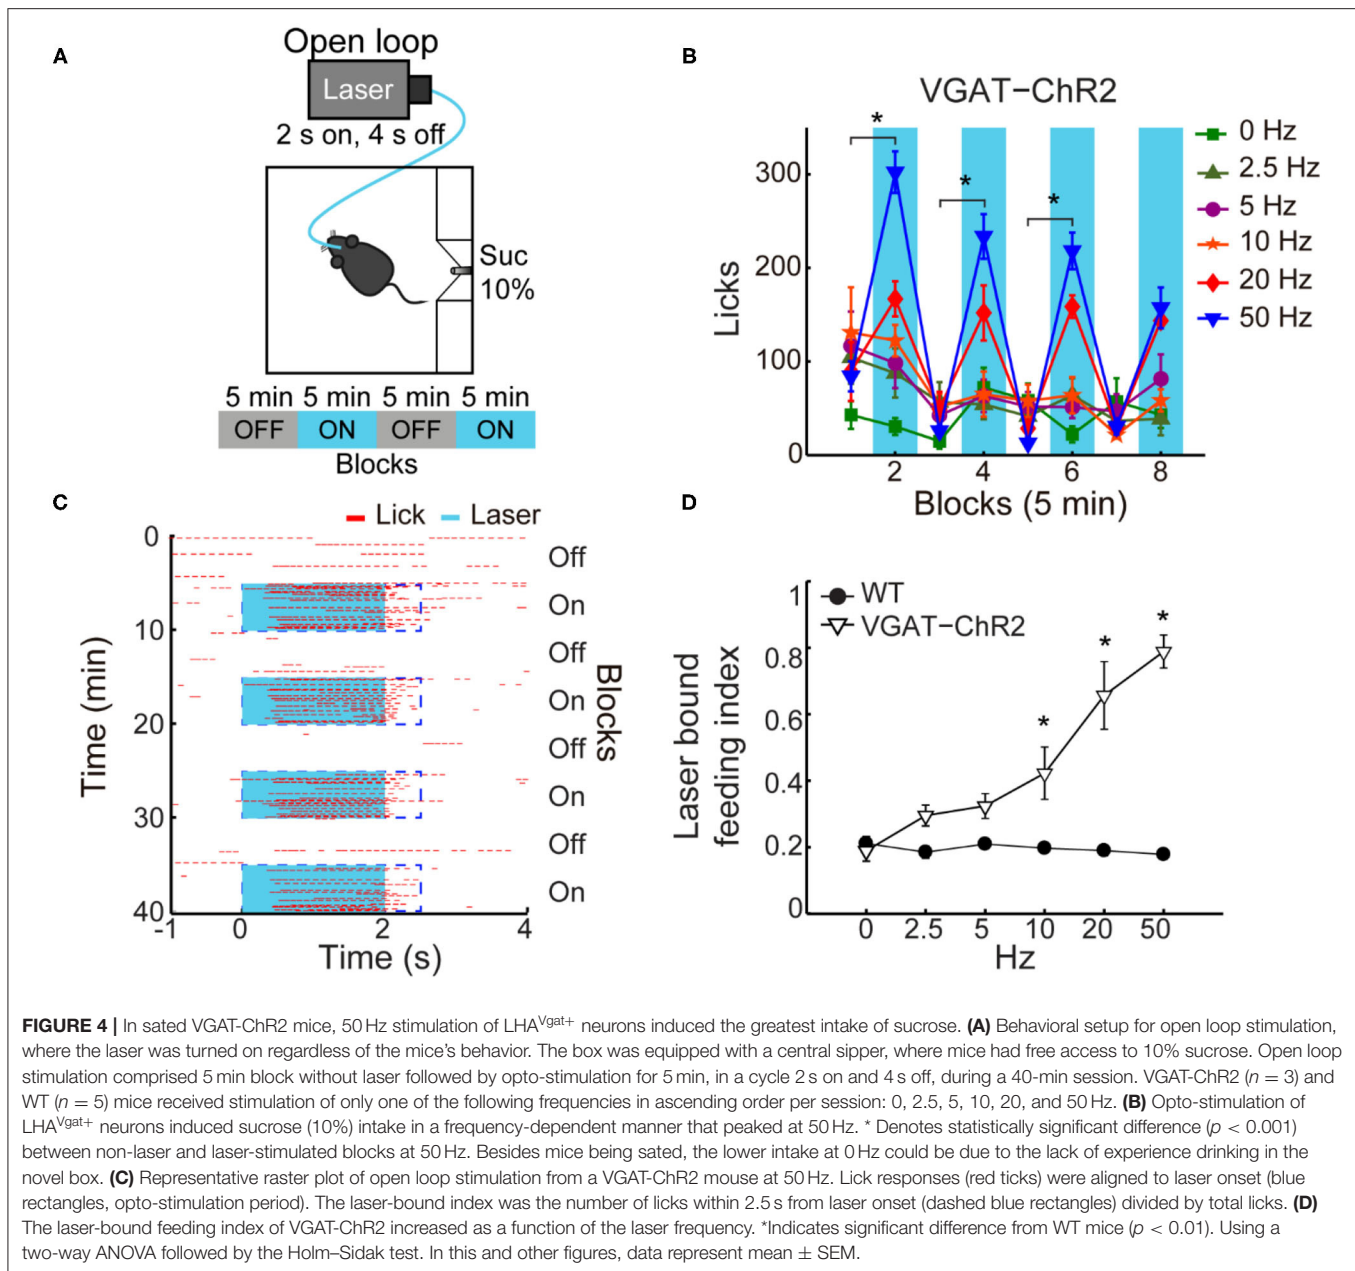 A
Open loop
Laser
2 s on, 4 s off
Suc
10%
5 min 5 min 5 min 5 min
OFF ON OFF ON
Blocks
B
VGAT−ChR2
Licks
300
200
100
0
2 4 6 8
Blocks (5 min)
* * *
0 Hz
2.5 Hz
5 Hz
10 Hz
20 Hz
50 Hz
C
Lick Laser
Time (min)
0
10
20
30
40
-1 0 2 4
Time (s)
Off
On
Off
On
Off
On
Off
On
Blocks
D
WT
VGAT−ChR2
Laser bound
feeding index
1
0.8
0.6
0.4
0.2
0
* * *
0 2.5 5 10 20 50
Hz
FIGURE 4 | In sated VGAT-ChR2 mice, 50 Hz stimulation of LHA^Vgat+ neurons induced the greatest intake of sucrose. (A) Behavioral setup for open loop stimulation,
where the laser was turned on regardless of the mice's behavior. The box was equipped with a central sipper, where mice had free access to 10% sucrose. Open loop
stimulation comprised 5 min block without laser followed by opto-stimulation for 5 min, in a cycle 2 s on and 4 s off, during a 40-min session. VGAT-ChR2 (n = 3) and
WT (n = 5) mice received stimulation of only one of the following frequencies in ascending order per session: 0, 2.5, 5, 10, 20, and 50 Hz. (B) Opto-stimulation of
LHA^Vgat+ neurons induced sucrose (10%) intake in a frequency-dependent manner that peaked at 50 Hz. * Denotes statistically significant difference (p < 0.001)
between non-laser and laser-stimulated blocks at 50 Hz. Besides mice being sated, the lower intake at 0 Hz could be due to the lack of experience drinking in the
novel box. (C) Representative raster plot of open loop stimulation from a VGAT-ChR2 mouse at 50 Hz. Lick responses (red ticks) were aligned to laser onset (blue
rectangles, opto-stimulation period). The laser-bound index was the number of licks within 2.5 s from laser onset (dashed blue rectangles) divided by total licks. (D)
The laser-bound feeding index of VGAT-ChR2 increased as a function of the laser frequency. *Indicates significant difference from WT mice (p < 0.01). Using a
two-way ANOVA followed by the Holm–Sidak test. In this and other figures, data represent mean ± SEM.